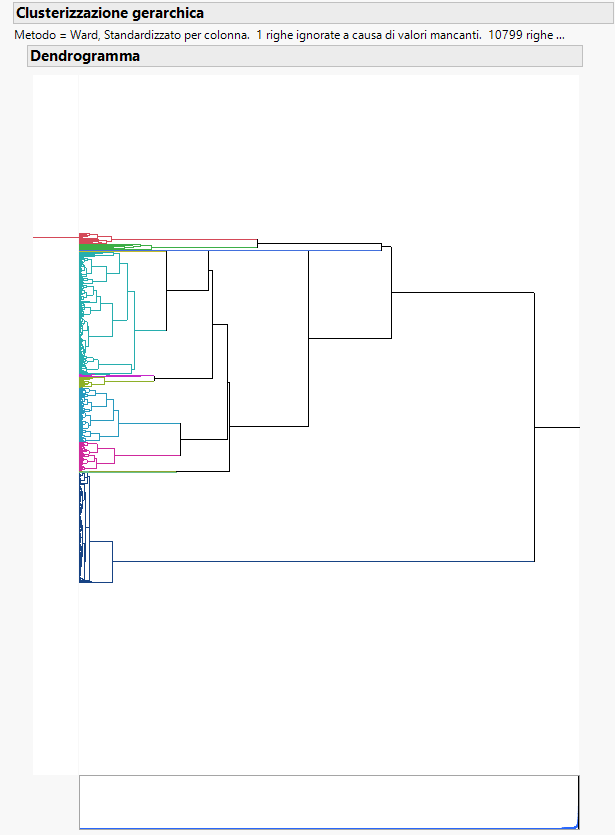 Clusterizzazione gerarchica
Metodo = Ward, Standardizzato per colonna. 1 righe ignorate a causa di valori mancanti. 10799 righe ...
Dendrogramma